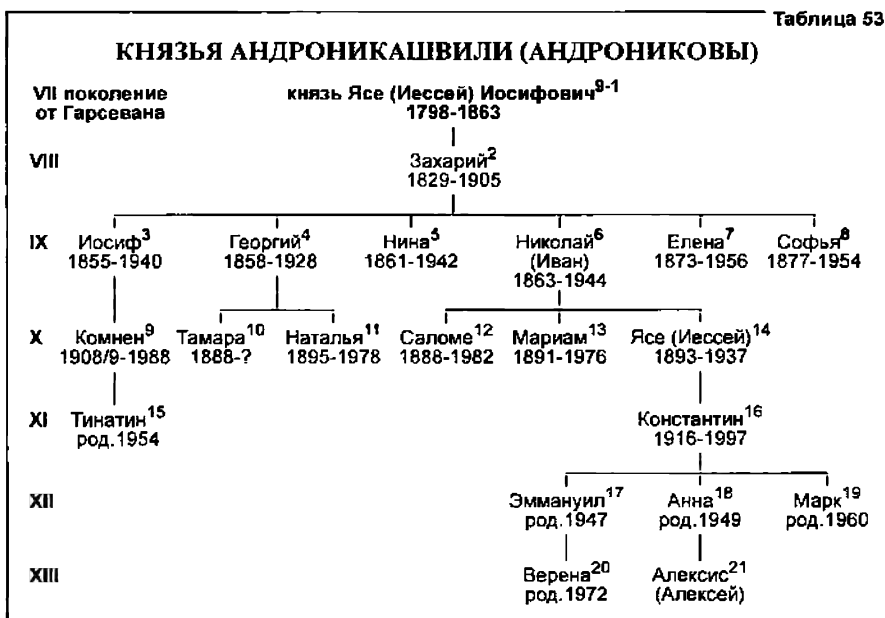 Таблица 53
КНЯЗЬЯ АНДРОНИКАШВИЛИ (АНДРОНИКОВЫ)
VII поколение от Гарсевана
князь Ясе (Иессей) Иосифович⁹⁻¹
1798-1863
VIII
Захарий²
1829-1905
IX Иосиф³ Георгий⁴ Нина⁵ Николай⁶ Елена⁷ Софья⁸
1855-1940 1858-1928 1861-1942 (Иван) 1873-1956 1877-1954
1863-1944
X Комнен⁹ Тамара¹⁰ Наталья¹¹ Саломе¹² Мариам¹³ Ясе (Иессей)¹⁴
1908/9-1988 1888-? 1895-1978 1888-1982 1891-1976 1893-1937
XI Тинатин¹⁵ Константин¹⁶
род.1954 1916-1997
XII Эммануил¹⁷ Анна¹⁸ Марк¹⁹
род.1947 род.1949 род.1960
XIII Верена²⁰ Алексис²¹
род.1972 (Алексей)